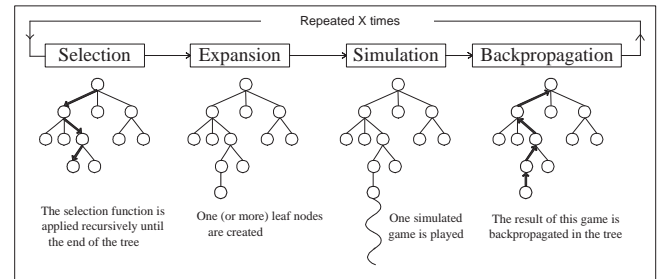 Repeated X times
Selection
Expansion
Simulation
Backpropagation
The selection function is
applied recursively until
the end of the tree
One (or more) leaf nodes
are created
One simulated
game is played
The result of this game is
backpropagated in the tree